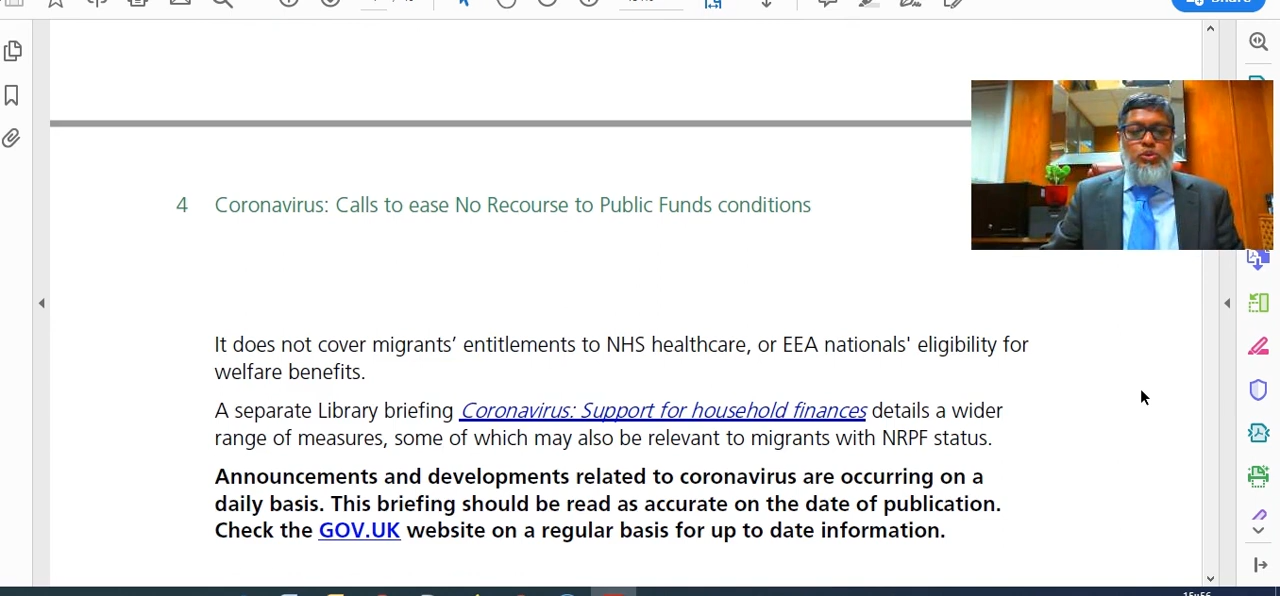 Share
4 Coronavirus: Calls to ease No Recourse to Public Funds conditions
It does not cover migrants’ entitlements to NHS healthcare, or EEA nationals' eligibility for
welfare benefits.
A separate Library briefing Coronavirus: Support for household finances details a wider
range of measures, some of which may also be relevant to migrants with NRPF status.
Announcements and developments related to coronavirus are occurring on a
daily basis. This briefing should be read as accurate on the date of publication.
Check the GOV.UK website on a regular basis for up to date information.